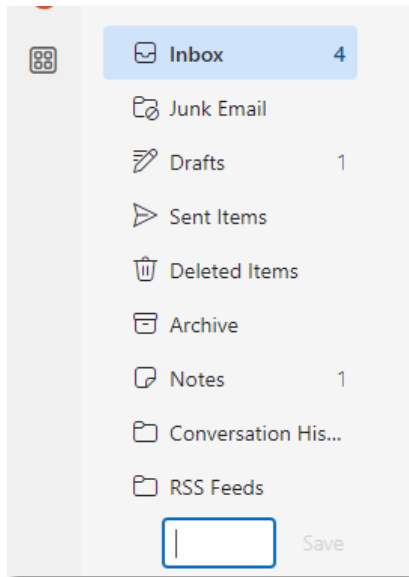 Inbox 4
Junk Email
Drafts 1
Sent Items
Deleted Items
Archive
Notes 1
Conversation His...
RSS Feeds
Save